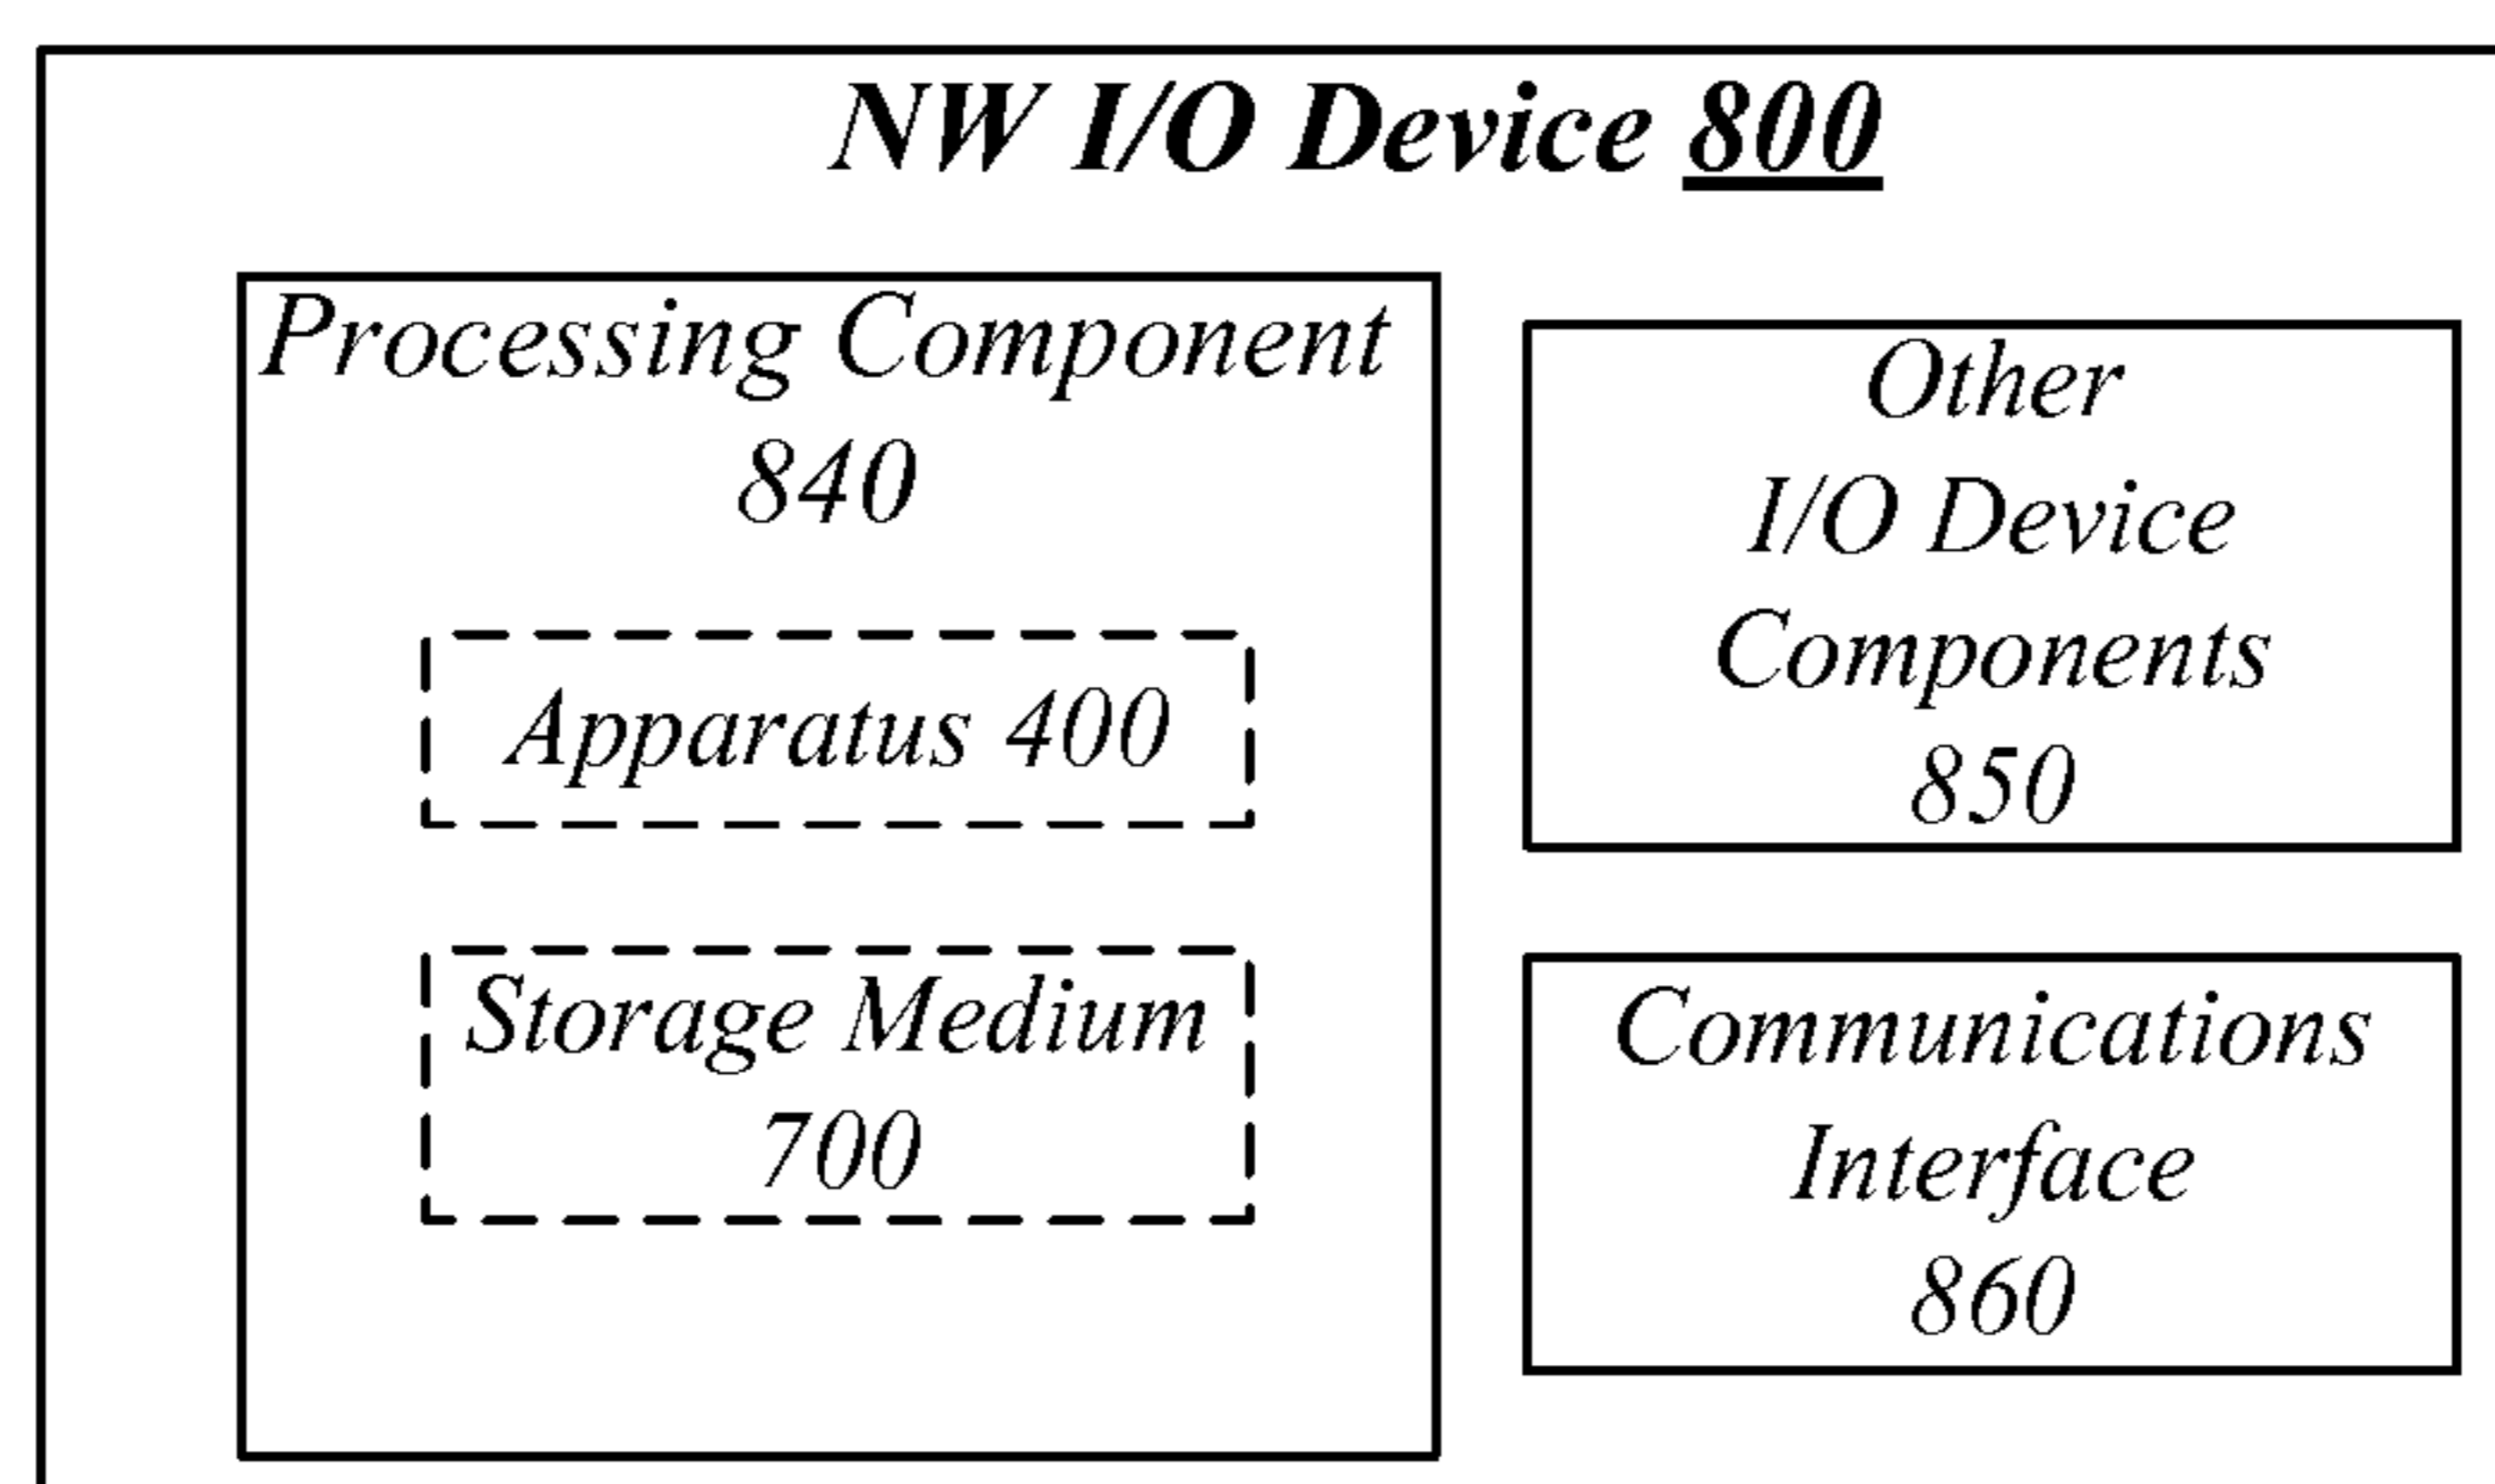 NW I/O Device 800
Processing Component
840
Apparatus 400
Storage Medium
700
Other
I/O Device
Components
850
Communications
Interface
860